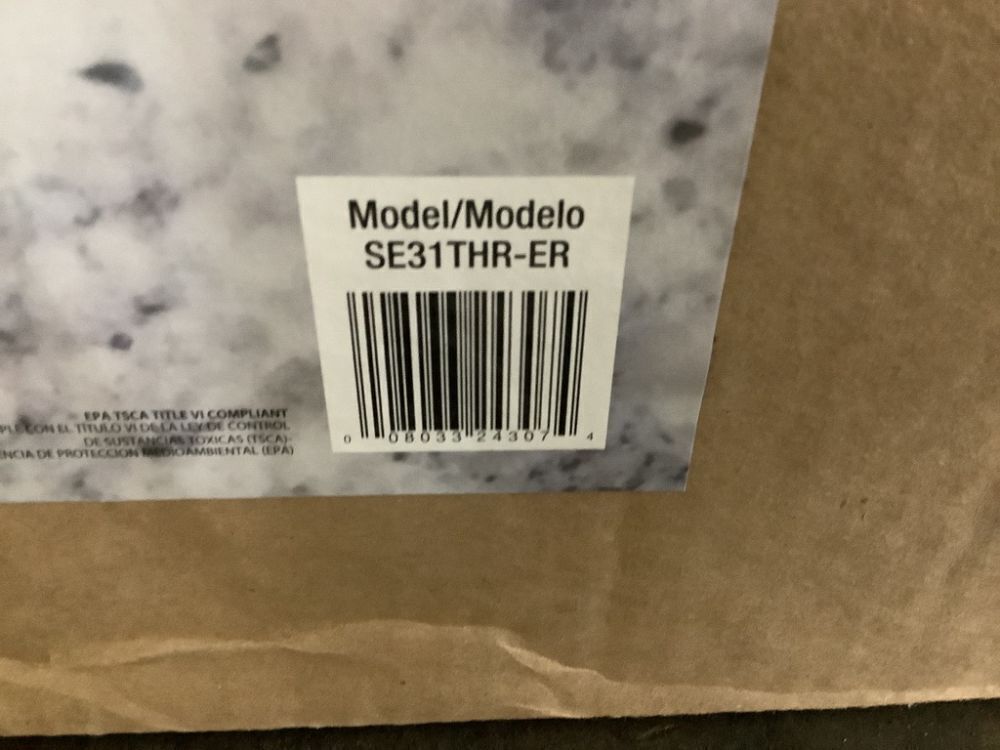 Model/Modelo
SE31THR-ER
0 08033 24307 4
EPA TSCA TITLE VI COMPLIANT
CON EL TITULO VI DE LA LEY DE CONTROL
DE SUSTANCIAS TOXICAS (TSCA)-
DE PROTECCION MEDIOAMBIENTAL (EPA)